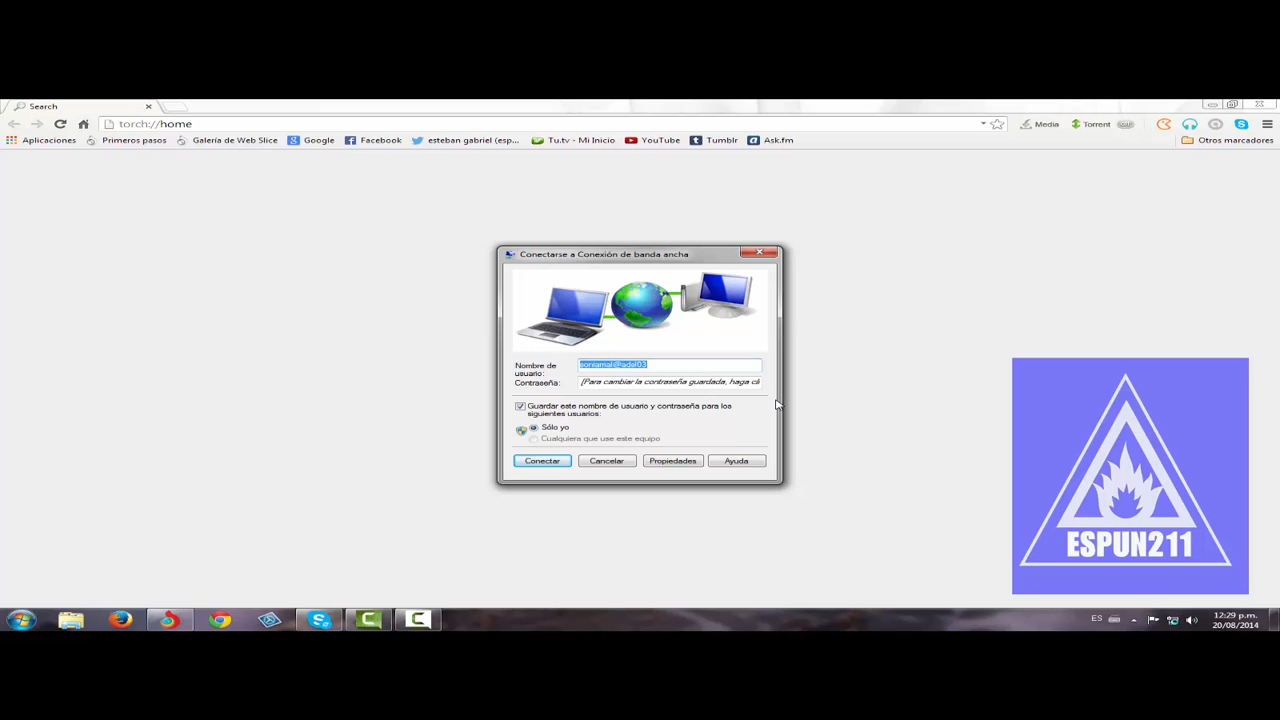 Search
torch://home
Media
Torrent
Aplicaciones
Primeros pasos
Galería de Web Slice
Google
Facebook
esteban gabriel (esp...
Tu.tv - Mi Inicio
YouTube
Tumblr
Ask.fm
Otros marcadores
Conectarse a Conexión de banda ancha
Nombre de
usuario:
Contraseña:
[Para cambiar la contraseña guardada, haga cli
Guardar este nombre de usuario y contraseña para los
siguientes usuarios:
Sólo yo
Cualquiera que use este equipo
Conectar
Cancelar
Propiedades
Ayuda
ESPUN211
ES
12:29 p.m.
20/08/2014